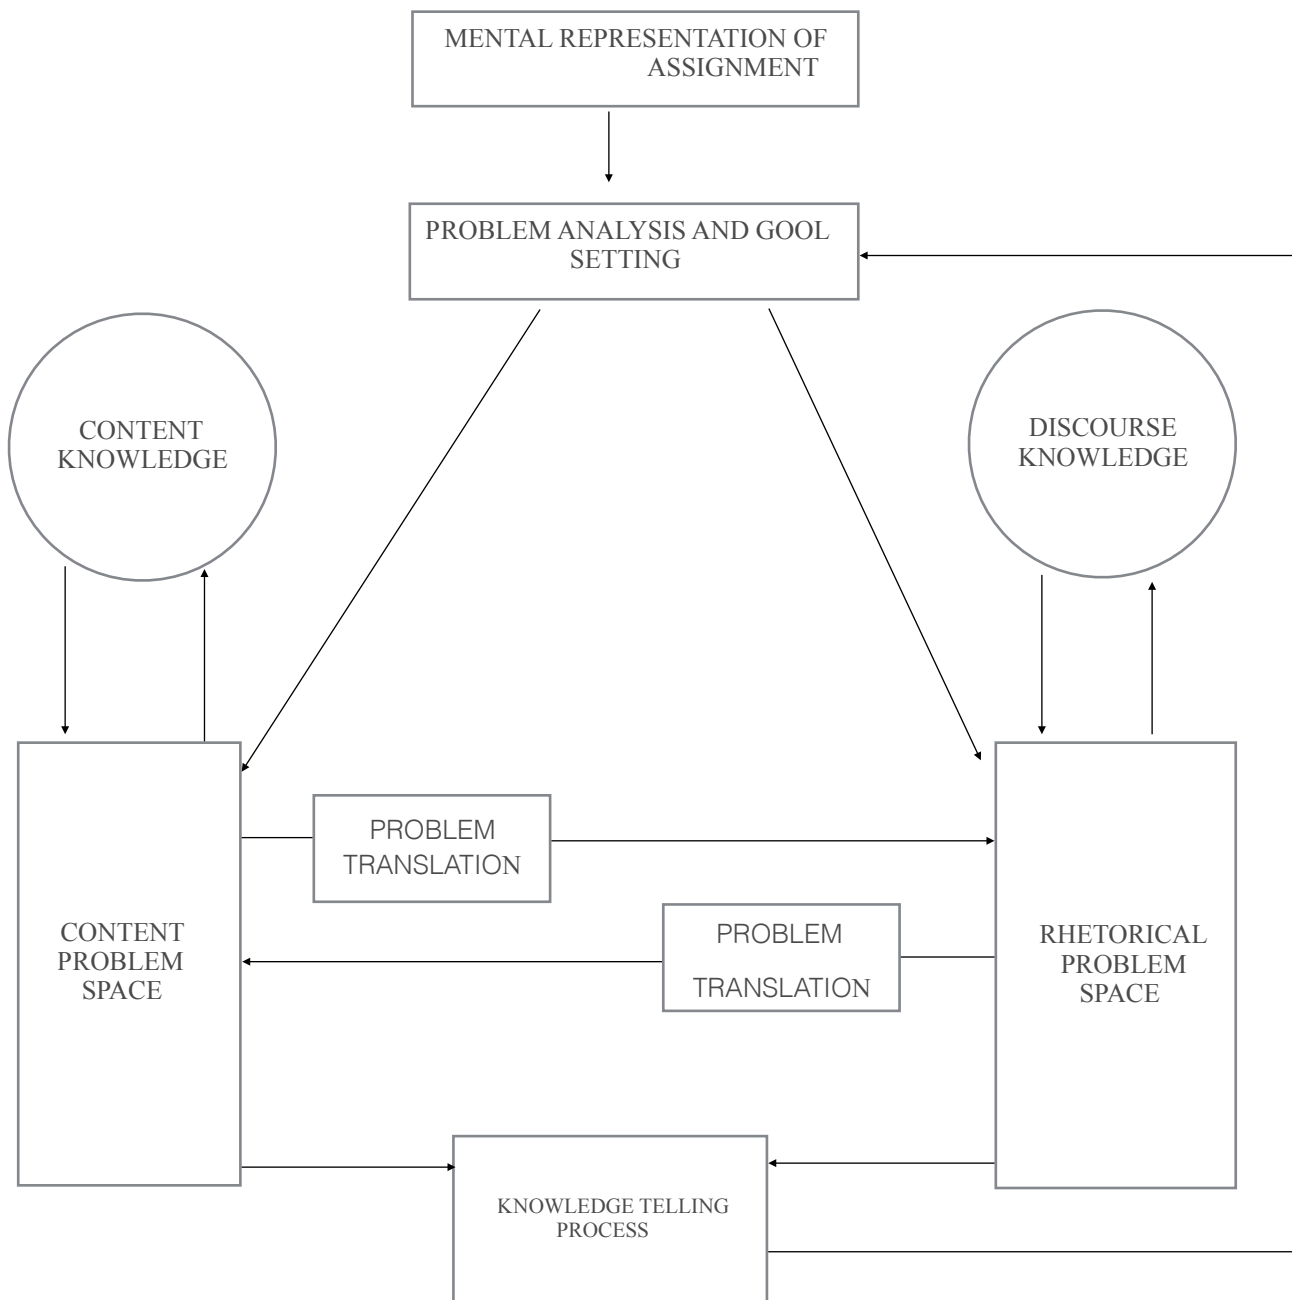 MENTAL REPRESENTATION OF
ASSIGNMENT
PROBLEM ANALYSIS AND GOOL
SETTING
CONTENT
KNOWLEDGE
DISCOURSE
KNOWLEDGE
PROBLEM
TRANSLATION
CONTENT
PROBLEM
SPACE
PROBLEM
TRANSLATION
RHETORICAL
PROBLEM
SPACE
KNOWLEDGE TELLING
PROCESS